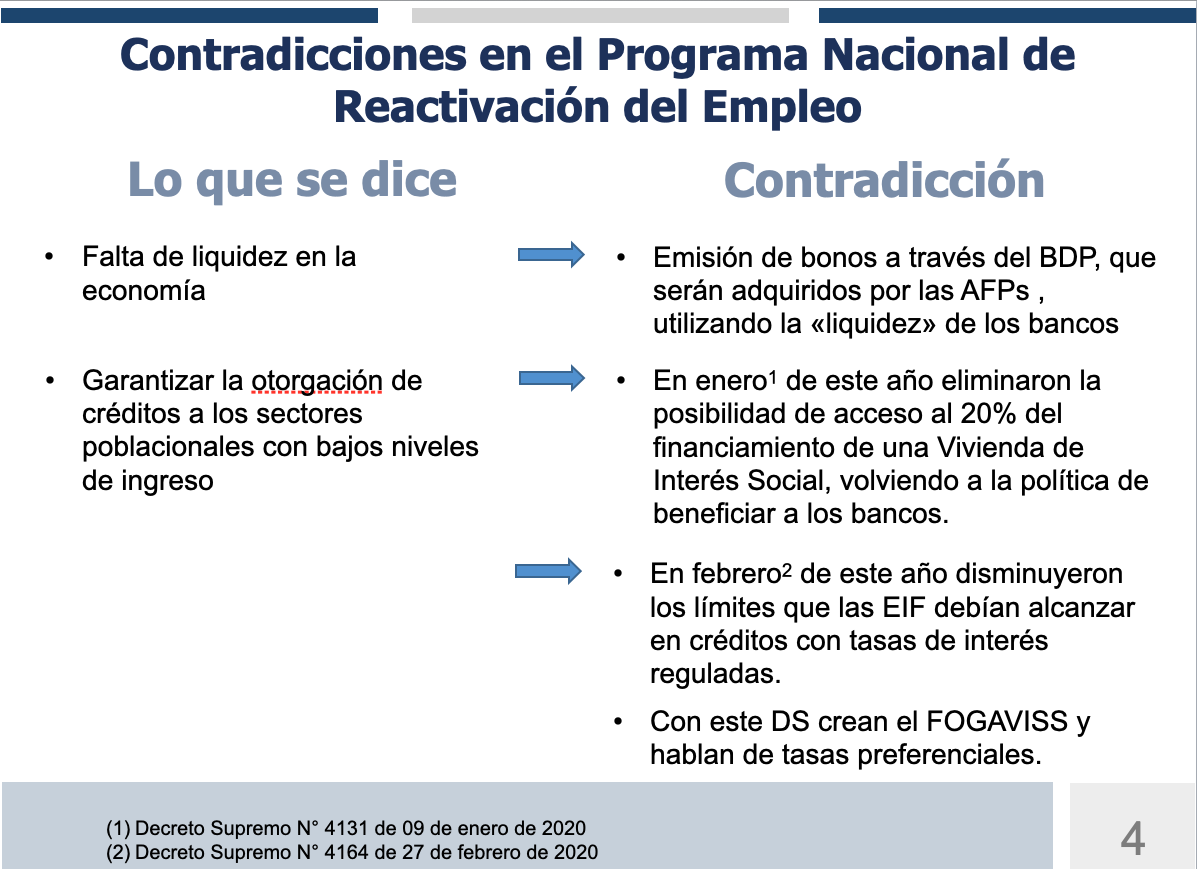 Contradicciones en el Programa Nacional de
Reactivación del Empleo
Lo que se dice
• Falta de liquidez en la
economía
• Garantizar la otorgación de
créditos a los sectores
poblacionales con bajos niveles
de ingreso
Contradicción
• Emisión de bonos a través del BDP, que
serán adquiridos por las AFPs ,
utilizando la «liquidez» de los bancos
• En enero¹ de este año eliminaron la
posibilidad de acceso al 20% del
financiamiento de una Vivienda de
Interés Social, volviendo a la política de
beneficiar a los bancos.
• En febrero² de este año disminuyeron
los límites que las EIF debían alcanzar
en créditos con tasas de interés
reguladas.
• Con este DS crean el FOGAVISS y
hablan de tasas preferenciales.
(1) Decreto Supremo N° 4131 de 09 de enero de 2020
(2) Decreto Supremo N° 4164 de 27 de febrero de 2020
4